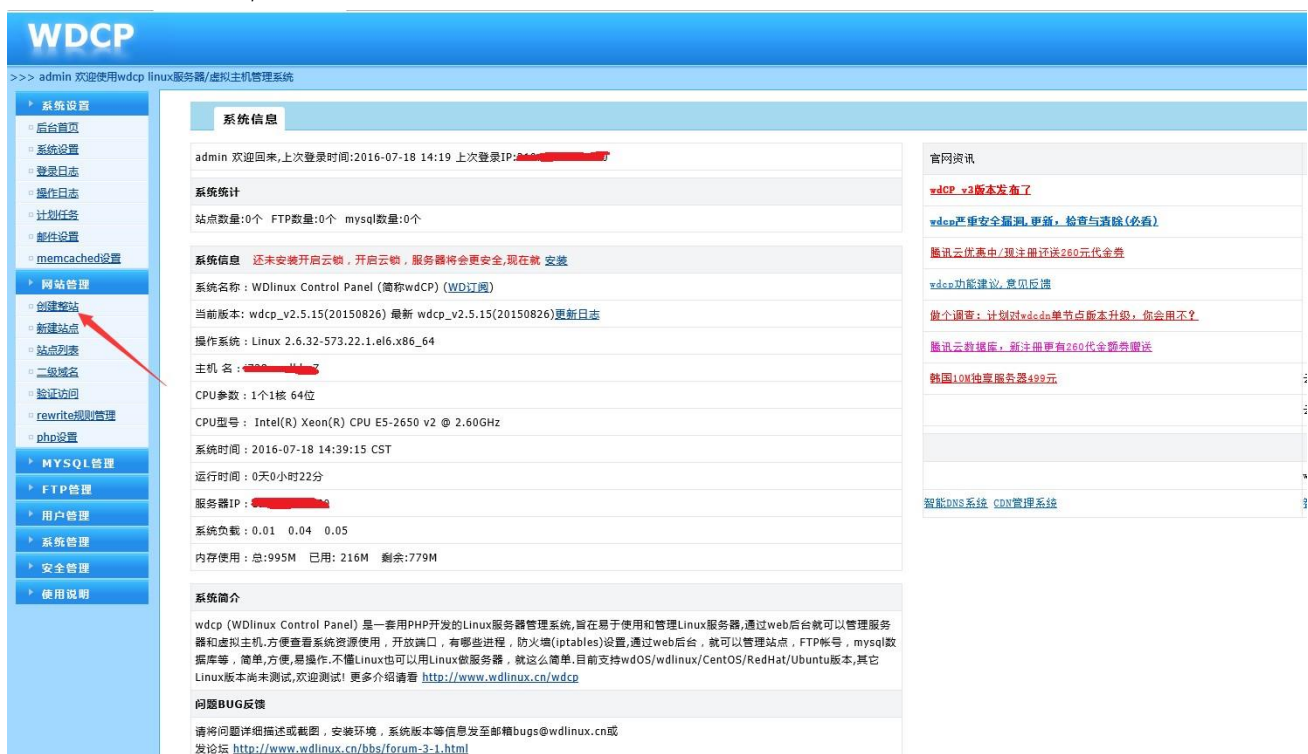 WDCP
>>> admin 欢迎使用wdcp linux服务器/虚拟主机管理系统
系统设置
后台首页
系统设置
登录日志
操作日志
计划任务
邮件设置
memcached设置
网站管理
创建整站
新建站点
站点列表
二级域名
验证访问
rewrite规则管理
php设置
MYSQL管理
FTP管理
用户管理
系统管理
安全管理
使用说明
系统信息
admin 欢迎回来,上次登录时间:2016-07-18 14:19 上次登录IP:
系统统计
站点数量:0个 FTP数量:0个 mysql数量:0个
系统信息 还未安装开启云锁，开启云锁，服务器将会更安全,现在就 安装
系统名称：WDlinux Control Panel (简称wdCP) (WD订阅)
当前版本: wdcp_v2.5.15(20150826) 最新 wdcp_v2.5.15(20150826)更新日志
操作系统：Linux 2.6.32-573.22.1.el6.x86_64
主机 名：
CPU参数：1个1核 64位
CPU型号： Intel(R) Xeon(R) CPU E5-2650 v2 @ 2.60GHz
系统时间：2016-07-18 14:39:15 CST
运行时间：0天0小时22分
服务器IP：
系统负载：0.01 0.04 0.05
内存使用：总:995M 已用: 216M 剩余:779M
系统简介
wdcp (WDlinux Control Panel) 是一套用PHP开发的Linux服务器管理系统,旨在易于使用和管理Linux服务器,通过web后台就可以管理服务
器和虚拟主机.方便查看系统资源使用，开放端口，有哪些进程，防火墙(iptables)设置,通过web后台，就可以管理站点，FTP帐号，mysql数
据库等，简单,方便,易操作.不懂Linux也可以用Linux做服务器，就这么简单.目前支持wdOS/wdlinux/CentOS/RedHat/Ubuntu版本,其它
Linux版本尚未测试,欢迎测试! 更多介绍请看 http://www.wdlinux.cn/wdcp
问题BUG反馈
请将问题详细描述或截图，安装环境，系统版本等信息发至邮箱bugs@wdlinux.cn或
发论坛 http://www.wdlinux.cn/bbs/forum-3-1.html
官网资讯
wdCP v3版本发布了
wdcp严重安全漏洞,更新，检查与清除(必看)
腾讯云优惠中/现注册还送260元代金券
wdcp功能建议,意见反馈
做个调查：计划对wdcdn单节点版本升级，你会用不？
腾讯云数据库，新注册更有260代金额券赠送
韩国10M独享服务器499元
智能DNS系统 CDN管理系统